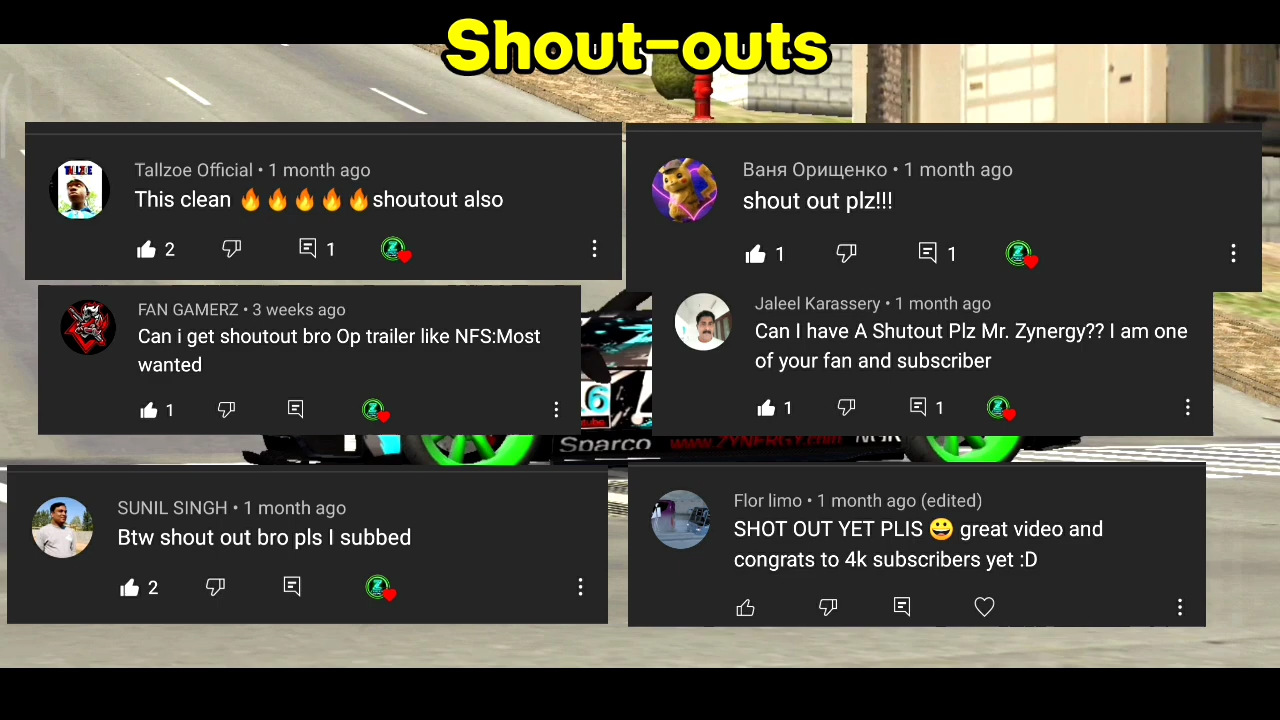 Shout-outs
Tallzoe Official • 1 month ago
This clean 🔥🔥🔥🔥🔥shoutout also
2
1
Ваня Орищенко • 1 month ago
shout out plz!!!
1
1
FAN GAMERZ • 3 weeks ago
Can i get shoutout bro Op trailer like NFS:Most
wanted
1
Jaleel Karassery • 1 month ago
Can I have A Shutout Plz Mr. Zynergy?? I am one
of your fan and subscriber
1
1
Sparco
www.ZYNERGY.com
SUNIL SINGH • 1 month ago
Btw shout out bro pls I subbed
2
Flor limo • 1 month ago (edited)
SHOT OUT YET PLIS 😀 great video and
congrats to 4k subscribers yet :D